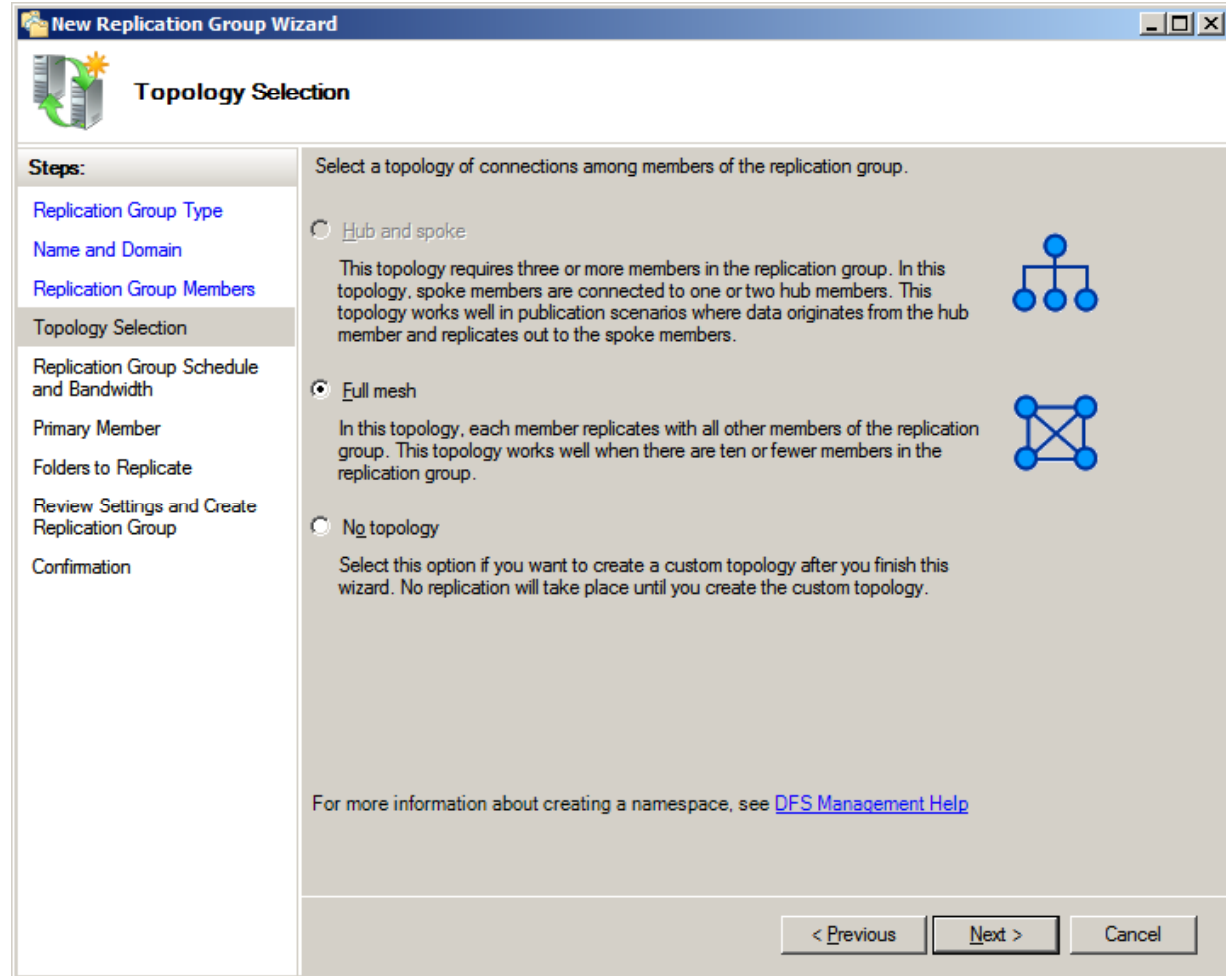 New Replication Group Wizard
Topology Selection
Steps:
Replication Group Type
Name and Domain
Replication Group Members
Topology Selection
Replication Group Schedule
and Bandwidth
Primary Member
Folders to Replicate
Review Settings and Create
Replication Group
Confirmation
Select a topology of connections among members of the replication group.
Hub and spoke
This topology requires three or more members in the replication group. In this
topology, spoke members are connected to one or two hub members. This
topology works well in publication scenarios where data originates from the hub
member and replicates out to the spoke members.
Full mesh
In this topology, each member replicates with all other members of the replication
group. This topology works well when there are ten or fewer members in the
replication group.
No topology
Select this option if you want to create a custom topology after you finish this
wizard. No replication will take place until you create the custom topology.
For more information about creating a namespace, see DFS Management Help
< Previous
Next >
Cancel